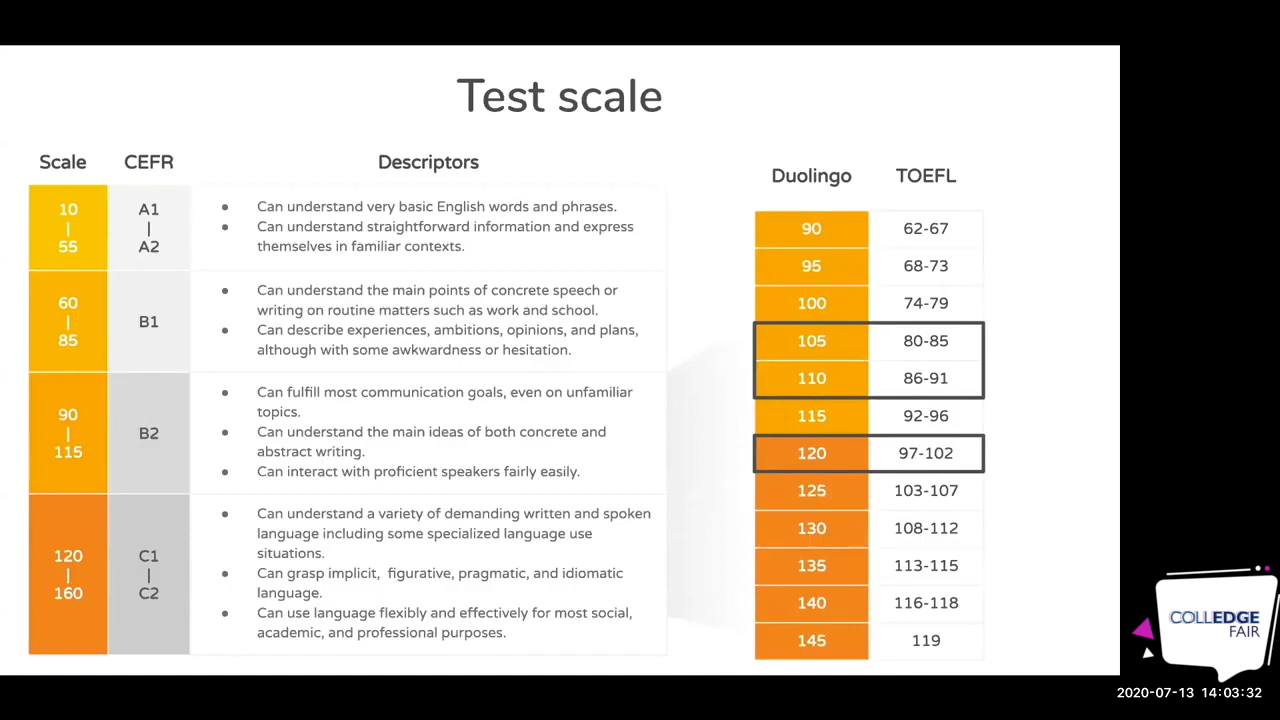 Test scale
Scale CEFR Descriptors
10 | 55
A1 | A2
• Can understand very basic English words and phrases.
• Can understand straightforward information and express
themselves in familiar contexts.
60 | 85
B1
• Can understand the main points of concrete speech or
writing on routine matters such as work and school.
• Can describe experiences, ambitions, opinions, and plans,
although with some awkwardness or hesitation.
90 | 115
B2
• Can fulfill most communication goals, even on unfamiliar
topics.
• Can understand the main ideas of both concrete and
abstract writing.
• Can interact with proficient speakers fairly easily.
120 | 160
C1 | C2
• Can understand a variety of demanding written and spoken
language including some specialized language use
situations.
• Can grasp implicit, figurative, pragmatic, and idiomatic
language.
• Can use language flexibly and effectively for most social,
academic, and professional purposes.
Duolingo TOEFL
90 62-67
95 68-73
100 74-79
105 80-85
110 86-91
115 92-96
120 97-102
125 103-107
130 108-112
135 113-115
140 116-118
145 119
COLLEDGE
FAIR
2020-07-13 14:03:32